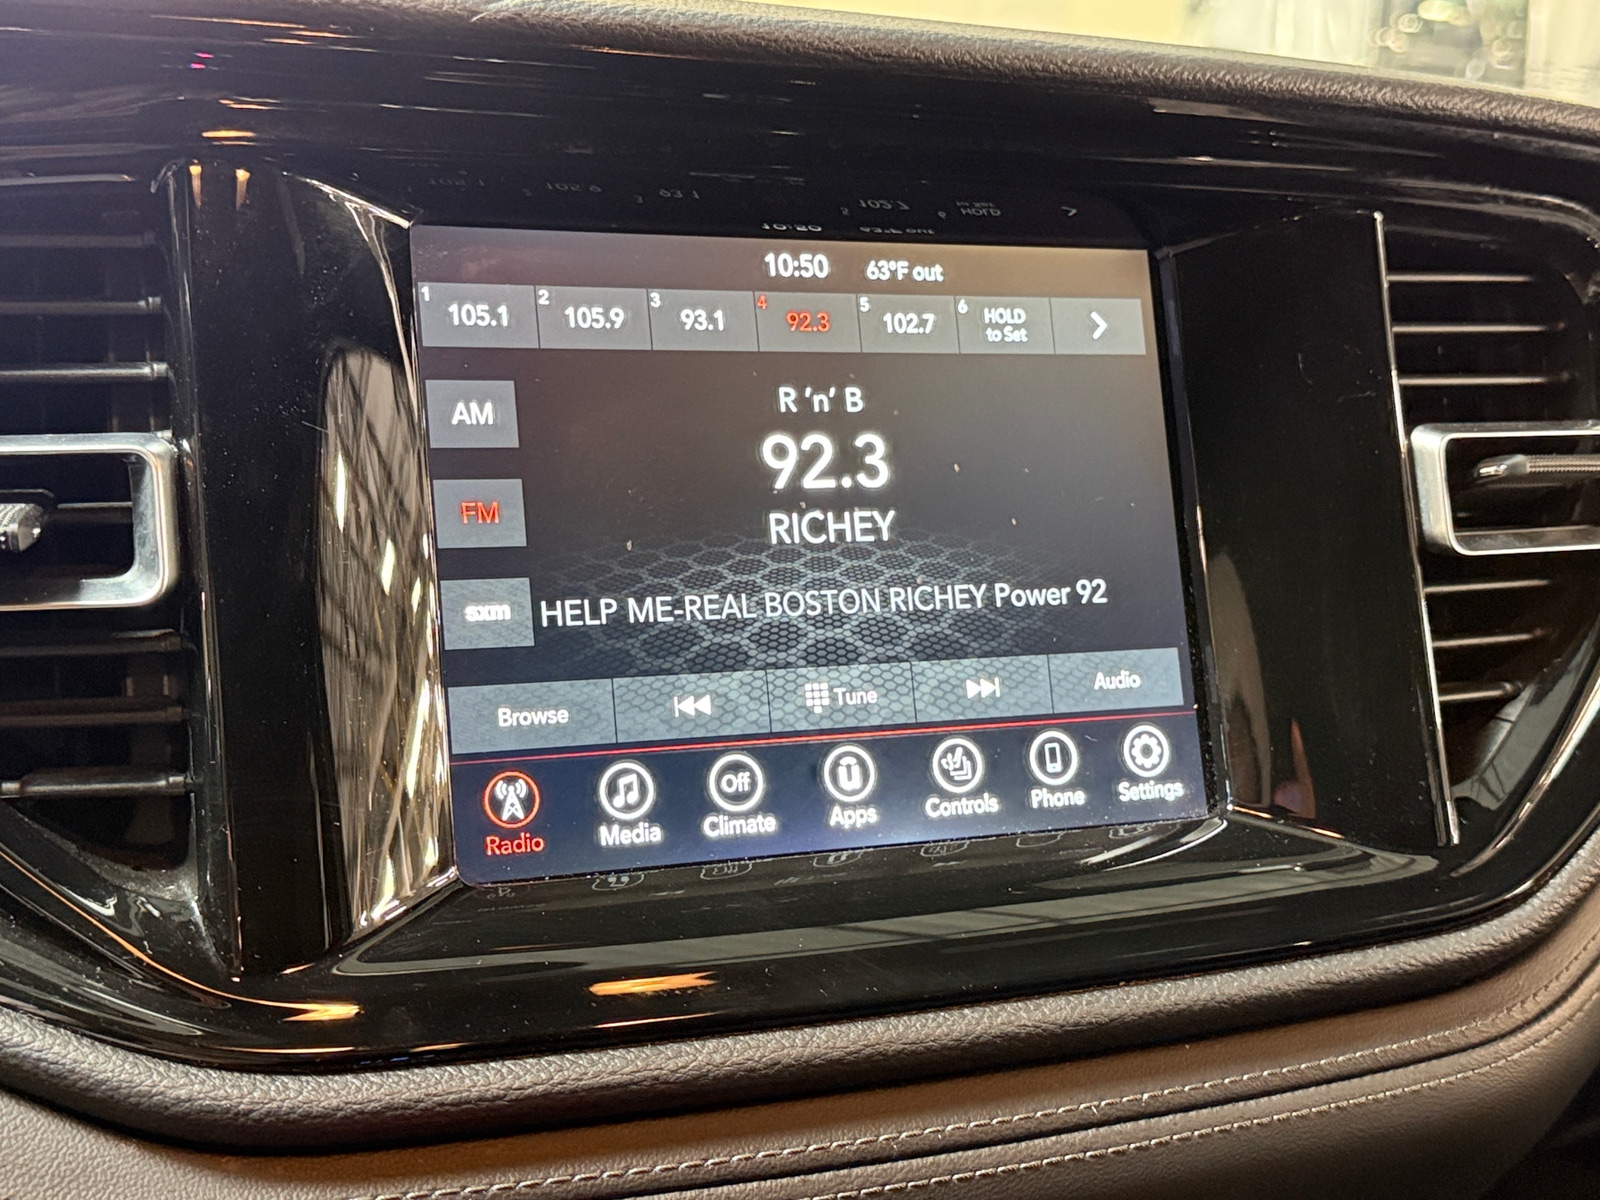 10:50 63°F out
1 105.1 2 105.9 3 93.1 4 92.3 5 102.7 6 HOLD to Set
R 'n' B
AM
92.3
FM
RICHEY
sxm
HELP ME-REAL BOSTON RICHEY Power 92
Browse Tune Audio
Off
Radio Media Climate Apps Controls Phone Settings